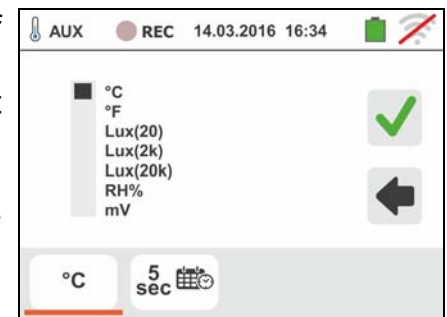 AUX REC 14.03.2016 16:34
°C
°F
Lux(20)
Lux(2k)
Lux(20k)
RH%
mV
°C 5 sec